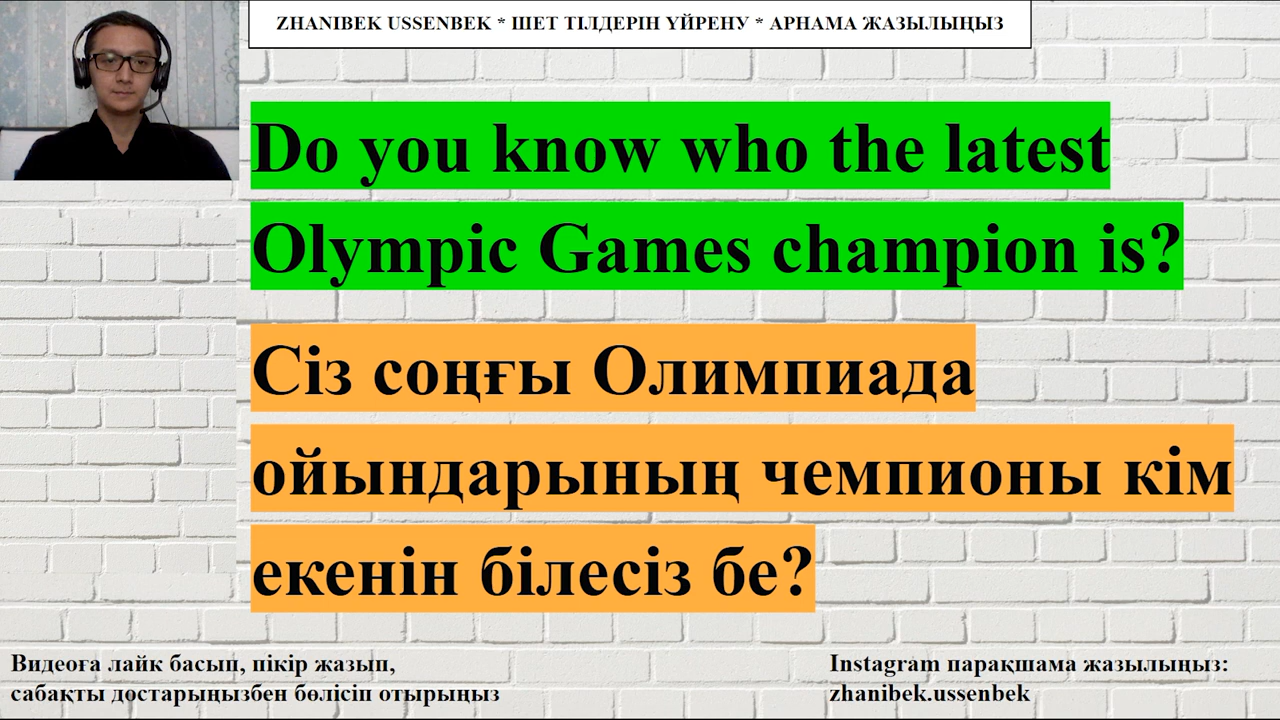 ZHANIBEK USSENBEK * ШЕТ ТІЛДЕРІН ҮЙРЕНУ * АРНАМА ЖАЗЫЛЫҢЫЗ
Do you know who the latest
Olympic Games champion is?
Сіз соңғы Олимпиада
ойындарының чемпионы кім
екенін білесіз бе?
Видеоға лайк басып, пікір жазып,
сабақты достарыңызбен бөлісіп отырыңыз
Instagram парақшама жазылыңыз:
zhanibek.ussenbek